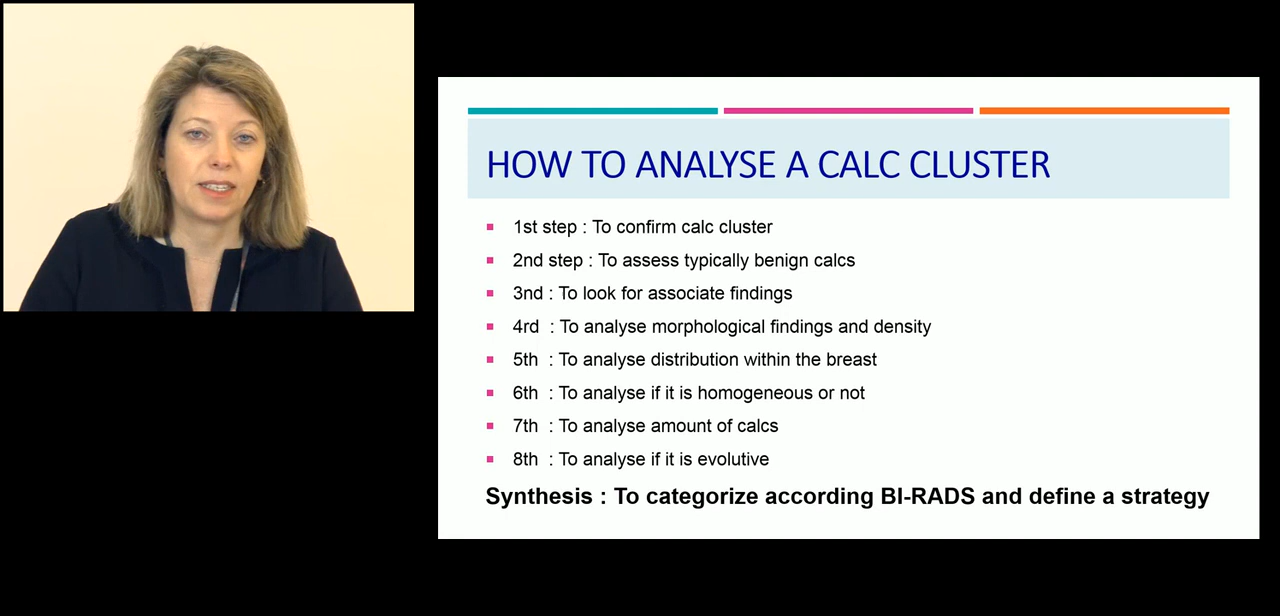 HOW TO ANALYSE A CALC CLUSTER
1st step : To confirm calc cluster
2nd step : To assess typically benign calcs
3nd : To look for associate findings
4rd : To analyse morphological findings and density
5th : To analyse distribution within the breast
6th : To analyse if it is homogeneous or not
7th : To analyse amount of calcs
8th : To analyse if it is evolutive
Synthesis : To categorize according BI-RADS and define a strategy